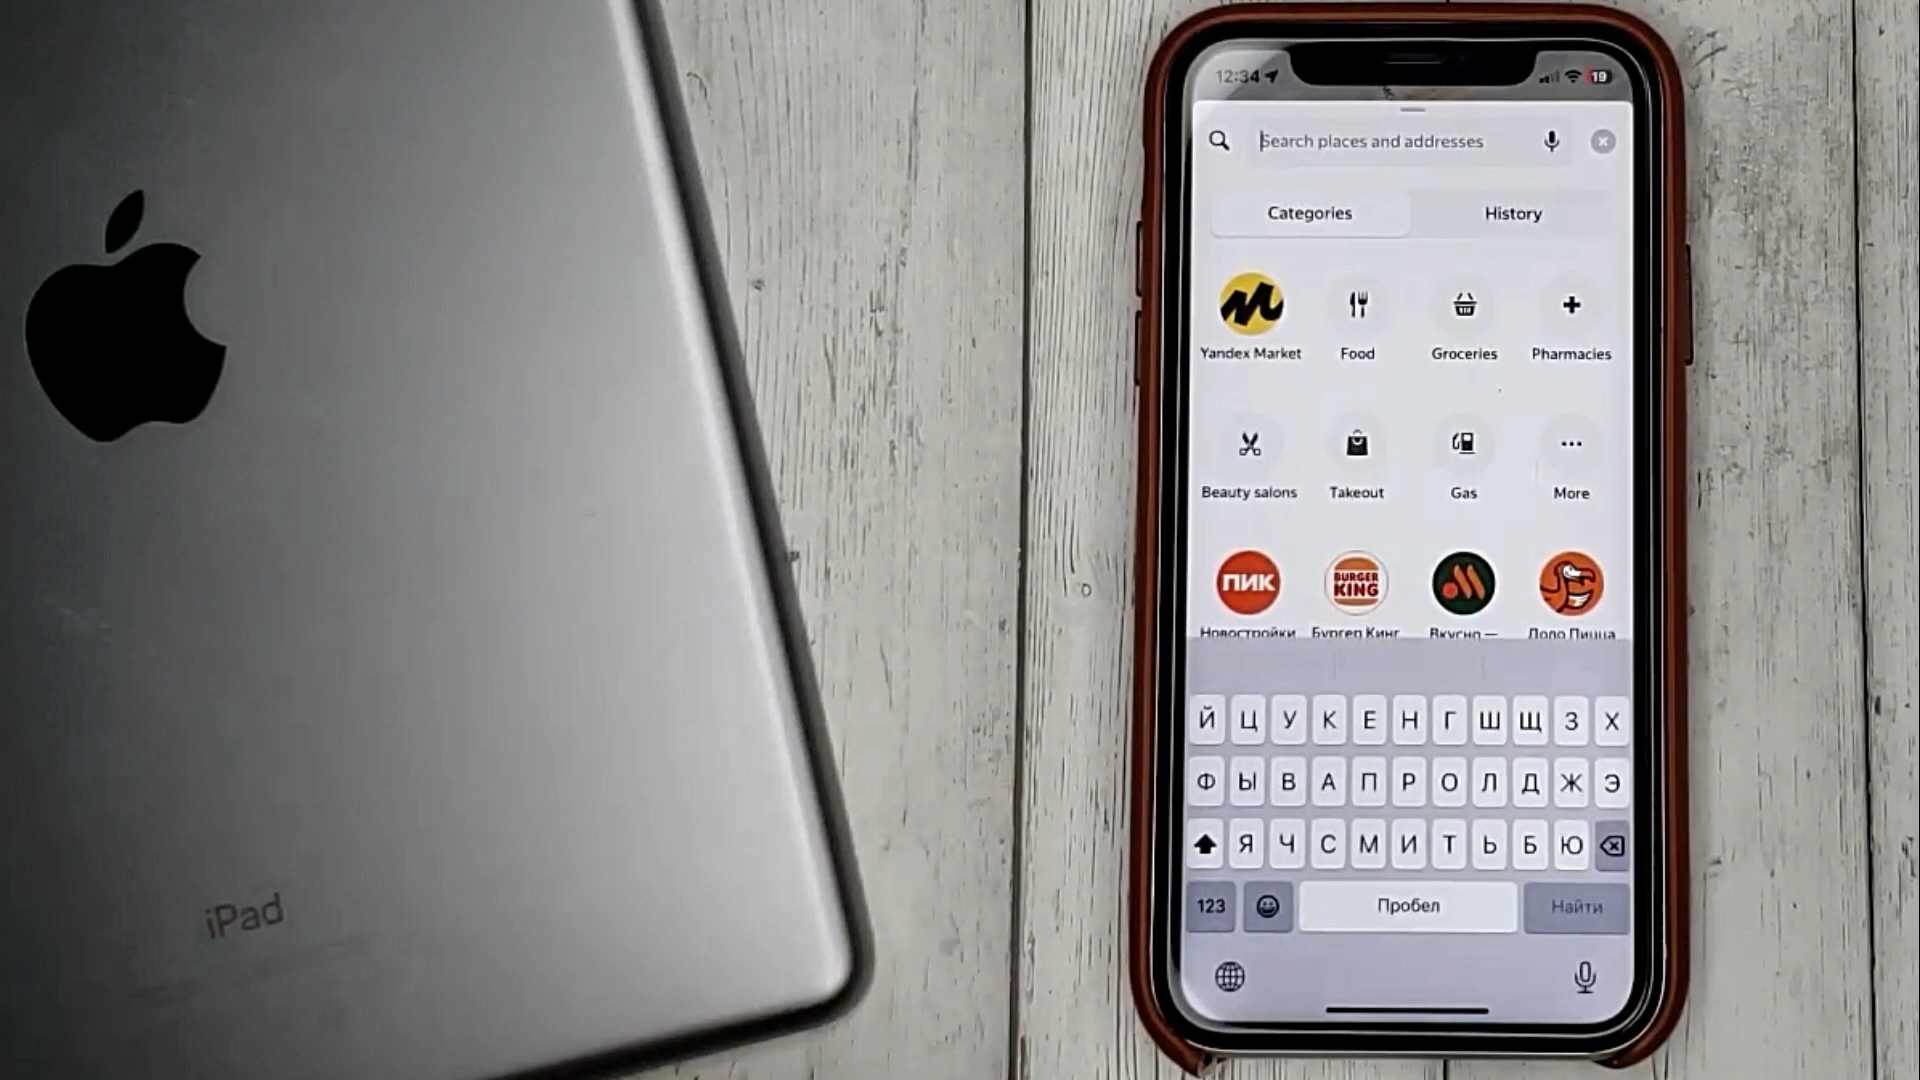 12:34
19
Search places and addresses
Categories History
Yandex Market Food Groceries Pharmacies
Beauty salons Takeout Gas More
ПИК BURGER KING
Новостройки Бургер Кинг Вкусно — Додо Пицца
Й Ц У К Е Н Г Ш Щ З Х
Ф Ы В А П Р О Л Д Ж Э
Я Ч С М И Т Ь Б Ю
123 Пробел Найти
iPad